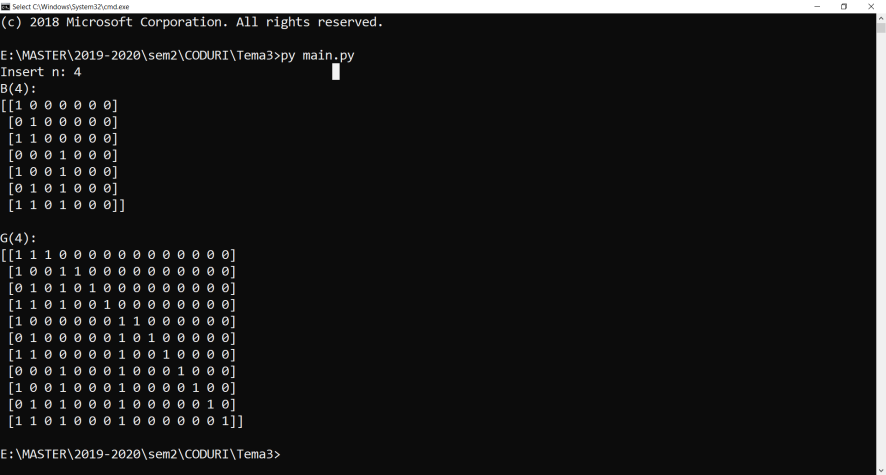 Select C:\Windows\System32\cmd.exe
(c) 2018 Microsoft Corporation. All rights reserved.
E:\MASTER\2019-2020\sem2\CODURI\Tema3>py main.py
Insert n: 4
B(4):
[[1 0 0 0 0 0 0]
[0 1 0 0 0 0 0]
[1 1 0 0 0 0 0]
[0 0 0 1 0 0 0]
[1 0 0 1 0 0 0]
[0 1 0 1 0 0 0]
[1 1 0 1 0 0 0]]
G(4):
[[1 1 1 0 0 0 0 0 0 0 0 0 0 0 0]
[1 0 0 1 1 0 0 0 0 0 0 0 0 0 0]
[0 1 0 1 0 1 0 0 0 0 0 0 0 0 0]
[1 1 0 1 0 0 1 0 0 0 0 0 0 0 0]
[1 0 0 0 0 0 0 1 1 0 0 0 0 0 0]
[0 1 0 0 0 0 0 1 0 1 0 0 0 0 0]
[1 1 0 0 0 0 0 1 0 0 1 0 0 0 0]
[0 0 0 1 0 0 0 1 0 0 0 1 0 0 0]
[1 0 0 1 0 0 0 1 0 0 0 0 1 0 0]
[0 1 0 1 0 0 0 1 0 0 0 0 0 1 0]
[1 1 0 1 0 0 0 1 0 0 0 0 0 0 1]]
E:\MASTER\2019-2020\sem2\CODURI\Tema3>